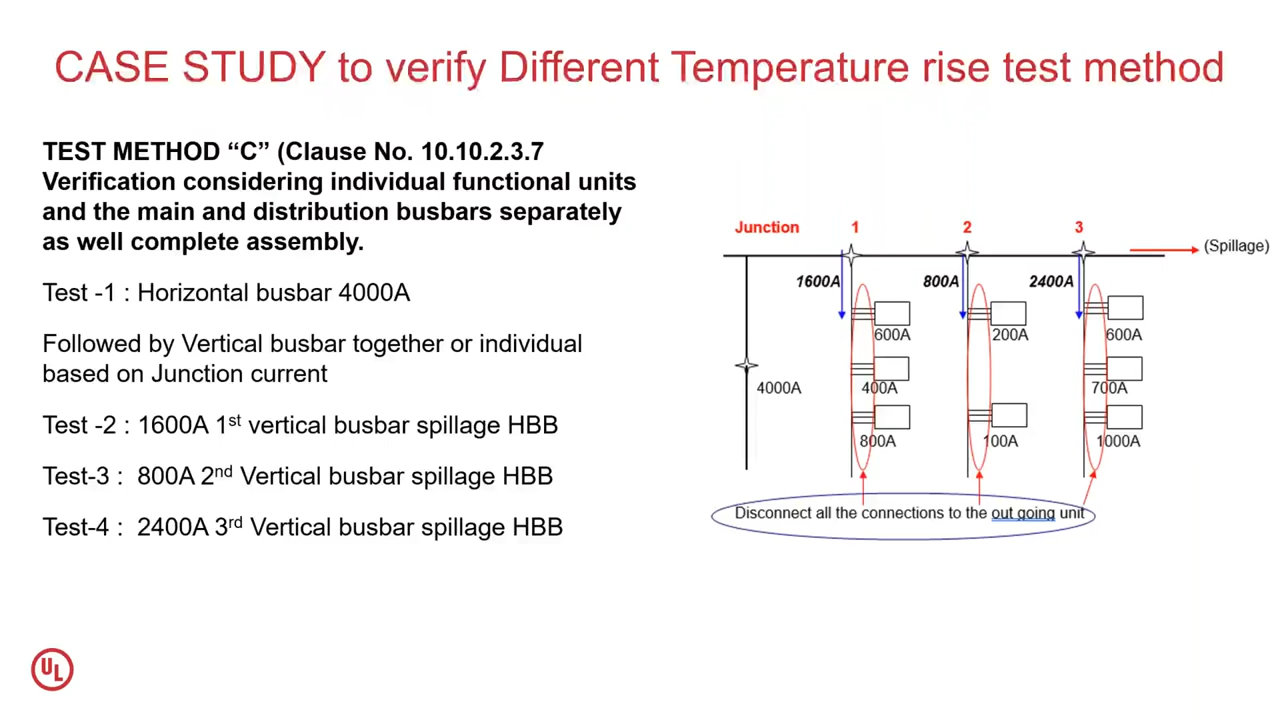 CASE STUDY to verify Different Temperature rise test method
TEST METHOD “C” (Clause No. 10.10.2.3.7
Verification considering individual functional units
and the main and distribution busbars separately
as well complete assembly.
Test -1 : Horizontal busbar 4000A
Followed by Vertical busbar together or individual
based on Junction current
Test -2 : 1600A 1st vertical busbar spillage HBB
Test-3 : 800A 2nd Vertical busbar spillage HBB
Test-4 : 2400A 3rd Vertical busbar spillage HBB
Junction 1 2 3
(Spillage)
1600A 800A 2400A
600A 200A 600A
4000A 400A 700A
800A 100A 1000A
Disconnect all the connections to the out going unit
UL